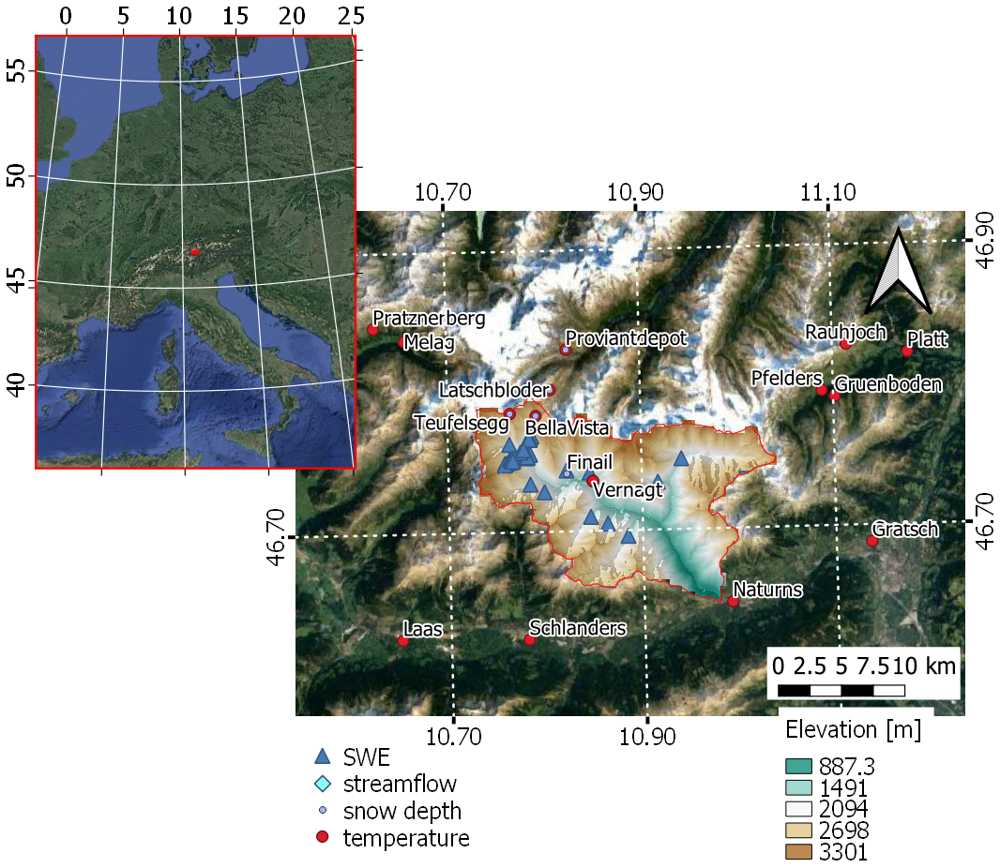 0 5 10 15 20 25
55
50
45
40
10.70 10.90 11.10
46.90
Pratznerberg
Melag
Proviantdepot
Rauhjoch
Platt
Latschbloder
Pfelders
Gruenboden
Teufelsegg
BellaVista
Finail
Vernagt
46.70
46.70
Gratsch
Naturns
Laas
Schlanders
0 2.5 5 7.5 10 km
10.70 10.90
Elevation [m]
887.3
1491
2094
2698
3301
SWE
streamflow
snow depth
temperature